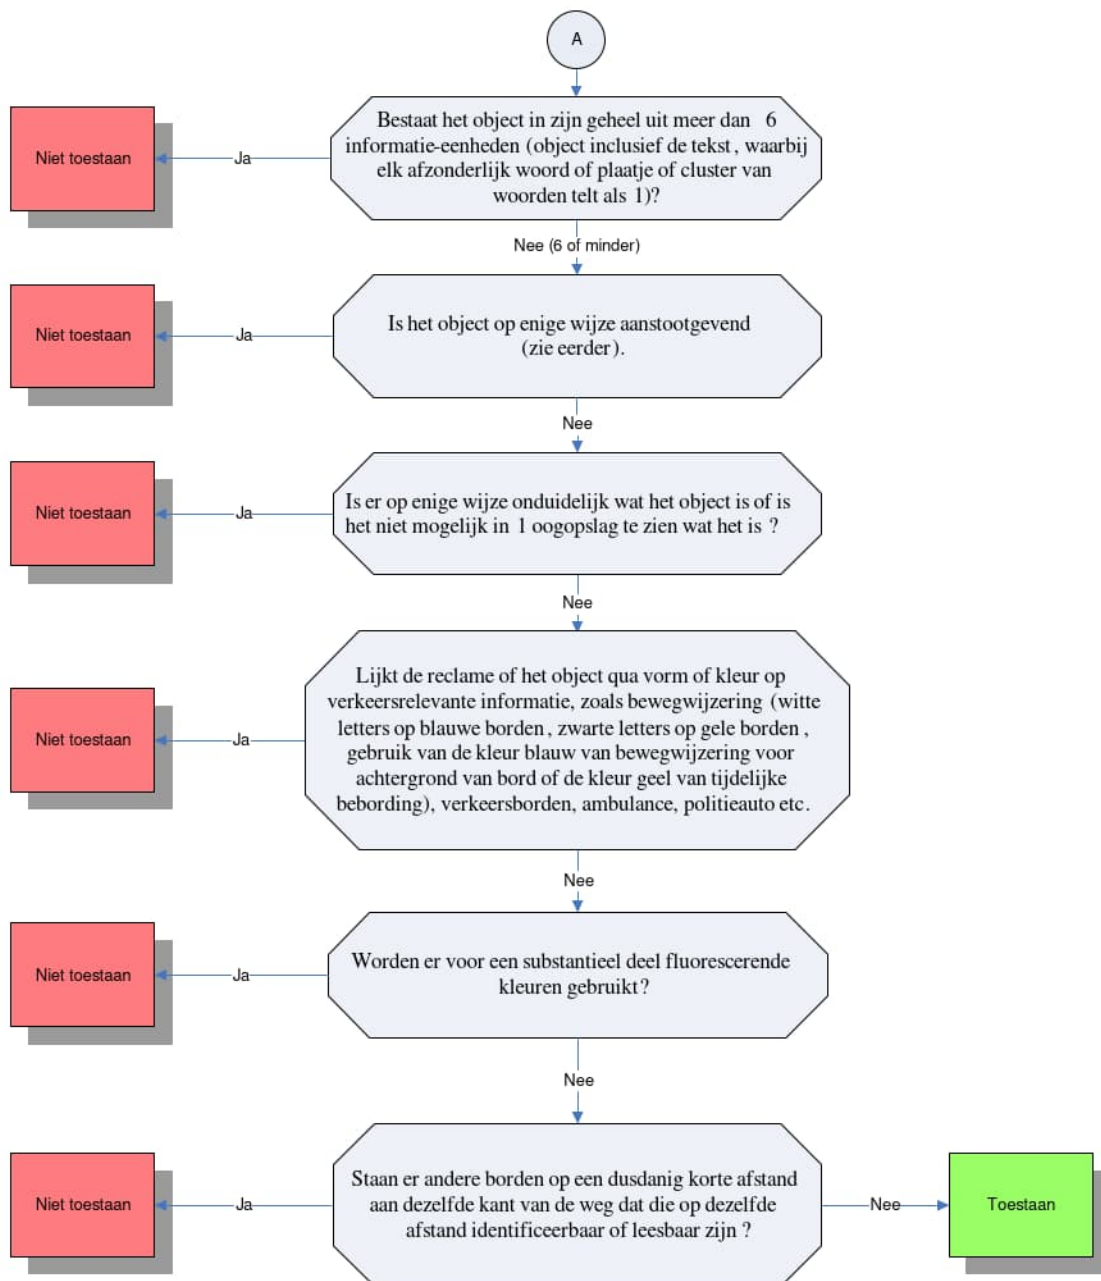 A
Bestaat het object in zijn geheel uit meer dan 6
informatie-eenheden (object inclusief de tekst, waarbij
elk afzonderlijk woord of plaatje of cluster van
woorden telt als 1)?
Niet toestaan
Ja
Nee (6 of minder)
Is het object op enige wijze aanstootgevend
(zie eerder).
Niet toestaan
Ja
Nee
Is er op enige wijze onduidelijk wat het object is of is
het niet mogelijk in 1 oogopslag te zien wat het is ?
Niet toestaan
Ja
Nee
Lijkt de reclame of het object qua vorm of kleur op
verkeersrelevante informatie, zoals bewegwijzering (witte
letters op blauwe borden, zwarte letters op gele borden,
gebruik van de kleur blauw van bewegwijzering voor
achtergrond van bord of de kleur geel van tijdelijke
bebording), verkeersborden, ambulance, politieauto etc.
Niet toestaan
Ja
Nee
Worden er voor een substantieel deel fluorescerende
kleuren gebruikt?
Niet toestaan
Ja
Nee
Staan er andere borden op een dusdanig korte afstand
aan dezelfde kant van de weg dat die op dezelfde
afstand identificeerbaar of leesbaar zijn ?
Niet toestaan
Ja
Nee
Toestaan